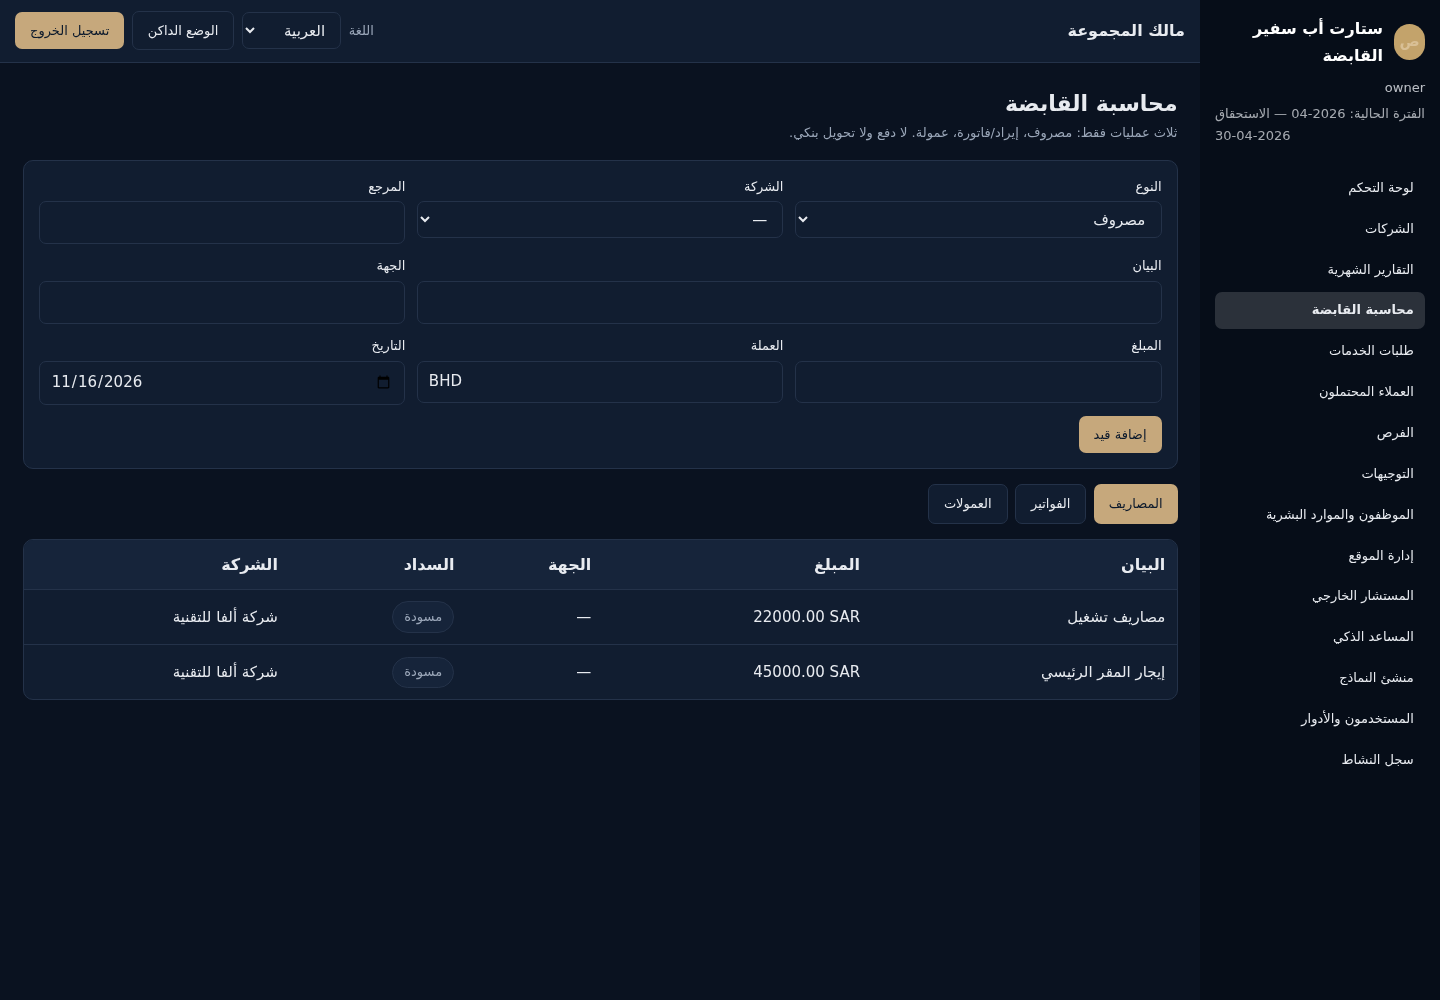 ص
ستارت أب سفير
القابضة
owner
الفترة الحالية: 2026-04 — الاستحقاق
30-04-2026
لوحة التحكم
الشركات
التقارير الشهرية
محاسبة القابضة
طلبات الخدمات
العملاء المحتملون
الفرص
التوجيهات
الموظفون والموارد البشرية
إدارة الموقع
المستشار الخارجي
المساعد الذكي
منشئ النماذج
المستخدمون والأدوار
سجل النشاط
مالك المجموعة
اللغة
العربية
الوضع الداكن
تسجيل الخروج
محاسبة القابضة
ثلاث عمليات فقط: مصروف، إيراد/فاتورة، عمولة. لا دفع ولا تحويل بنكي.
النوع الشركة المرجع
مصروف —
البيان الجهة
المبلغ العملة التاريخ
BHD 11/16/2026
إضافة قيد
المصاريف الفواتير العمولات
البيان المبلغ الجهة السداد الشركة
مصاريف تشغيل 22000.00 SAR — مسودة شركة ألفا للتقنية
إيجار المقر الرئيسي 45000.00 SAR — مسودة شركة ألفا للتقنية